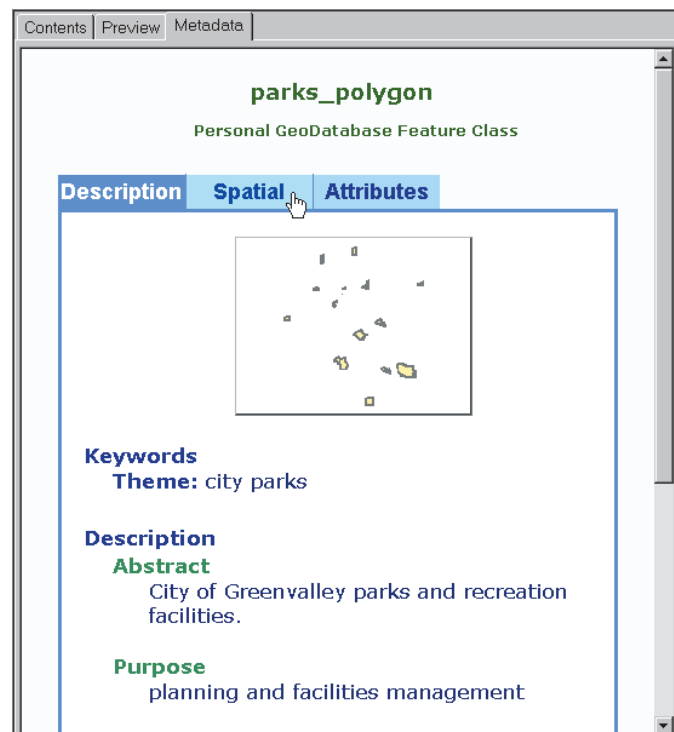 Contents Preview Metadata
parks_polygon
Personal GeoDatabase Feature Class
Description Spatial Attributes
Keywords
Theme: city parks
Description
Abstract
City of Greenvalley parks and recreation
facilities.
Purpose
planning and facilities management